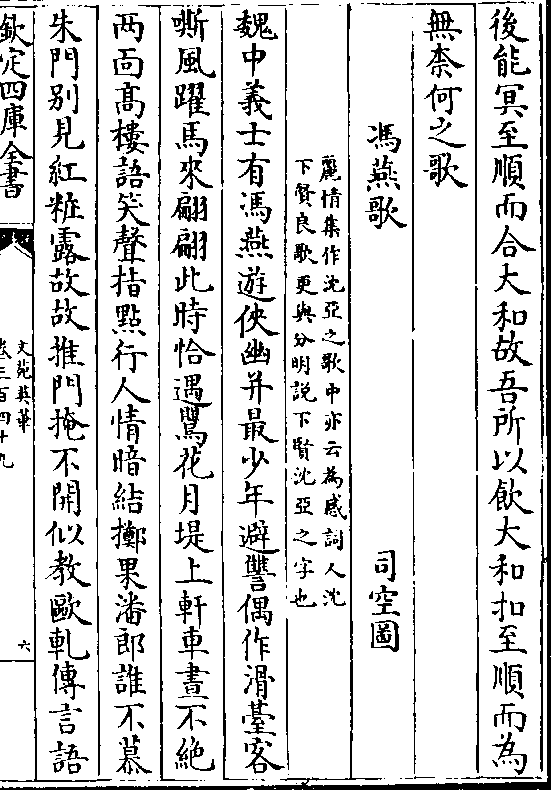 後能冥至順而合大和故吾所以飲大和扣至順而為
無柰何之歌
馮燕歌　司空圖
麗情集作沈亞之歌中亦云為感詞人沈
下賢良歌更與分明説下賢沈亞之字也
魏中義士有馮燕遊俠幽并最少年避讐偶作滑臺客
嘶風躍馬來翩翩此時恰遇鶯花月堤上軒車晝不絶
两面髙樓語笑聲指點行人情暗結擲果潘郎誰不慕
朱門别見紅粧露故故推門掩不開似教歐軋傳言語
欽定四庫全書
文苑英華
卷三百四十九
六